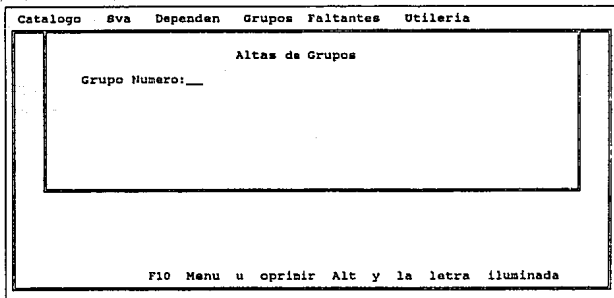 Catalogo Sva Dependen Grupos Faltantes Utileria
Altas de Grupos
Grupo Numero:__
F10 Menu u oprimir Alt y la letra iluminada